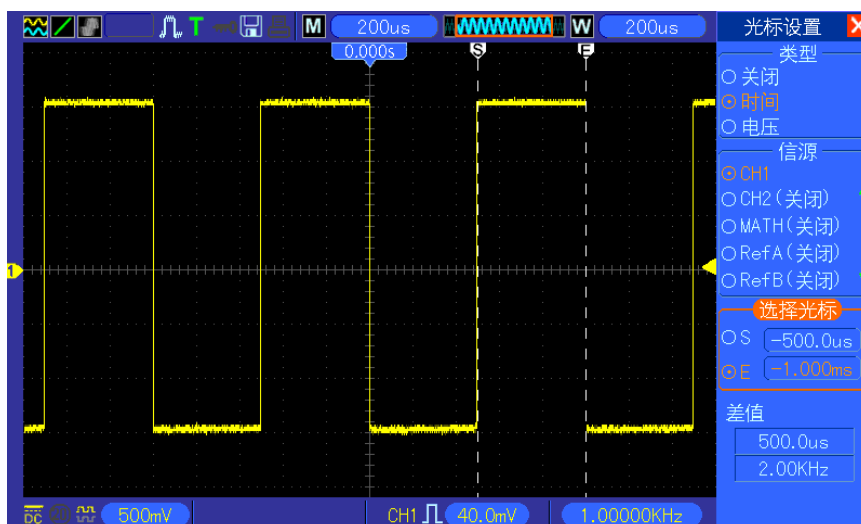 T M 200us W 200us 光标设置 X
0.000s
S E
类型
关闭
时间
电压
信源
CH1
CH2(关闭)
MATH(关闭)
RefA(关闭)
RefB(关闭)
1
选择光标
S -500.0us
E -1.000ms
差值
500.0us
2.00KHz
DC 500mV CH1 40.0mV 1.00000KHz